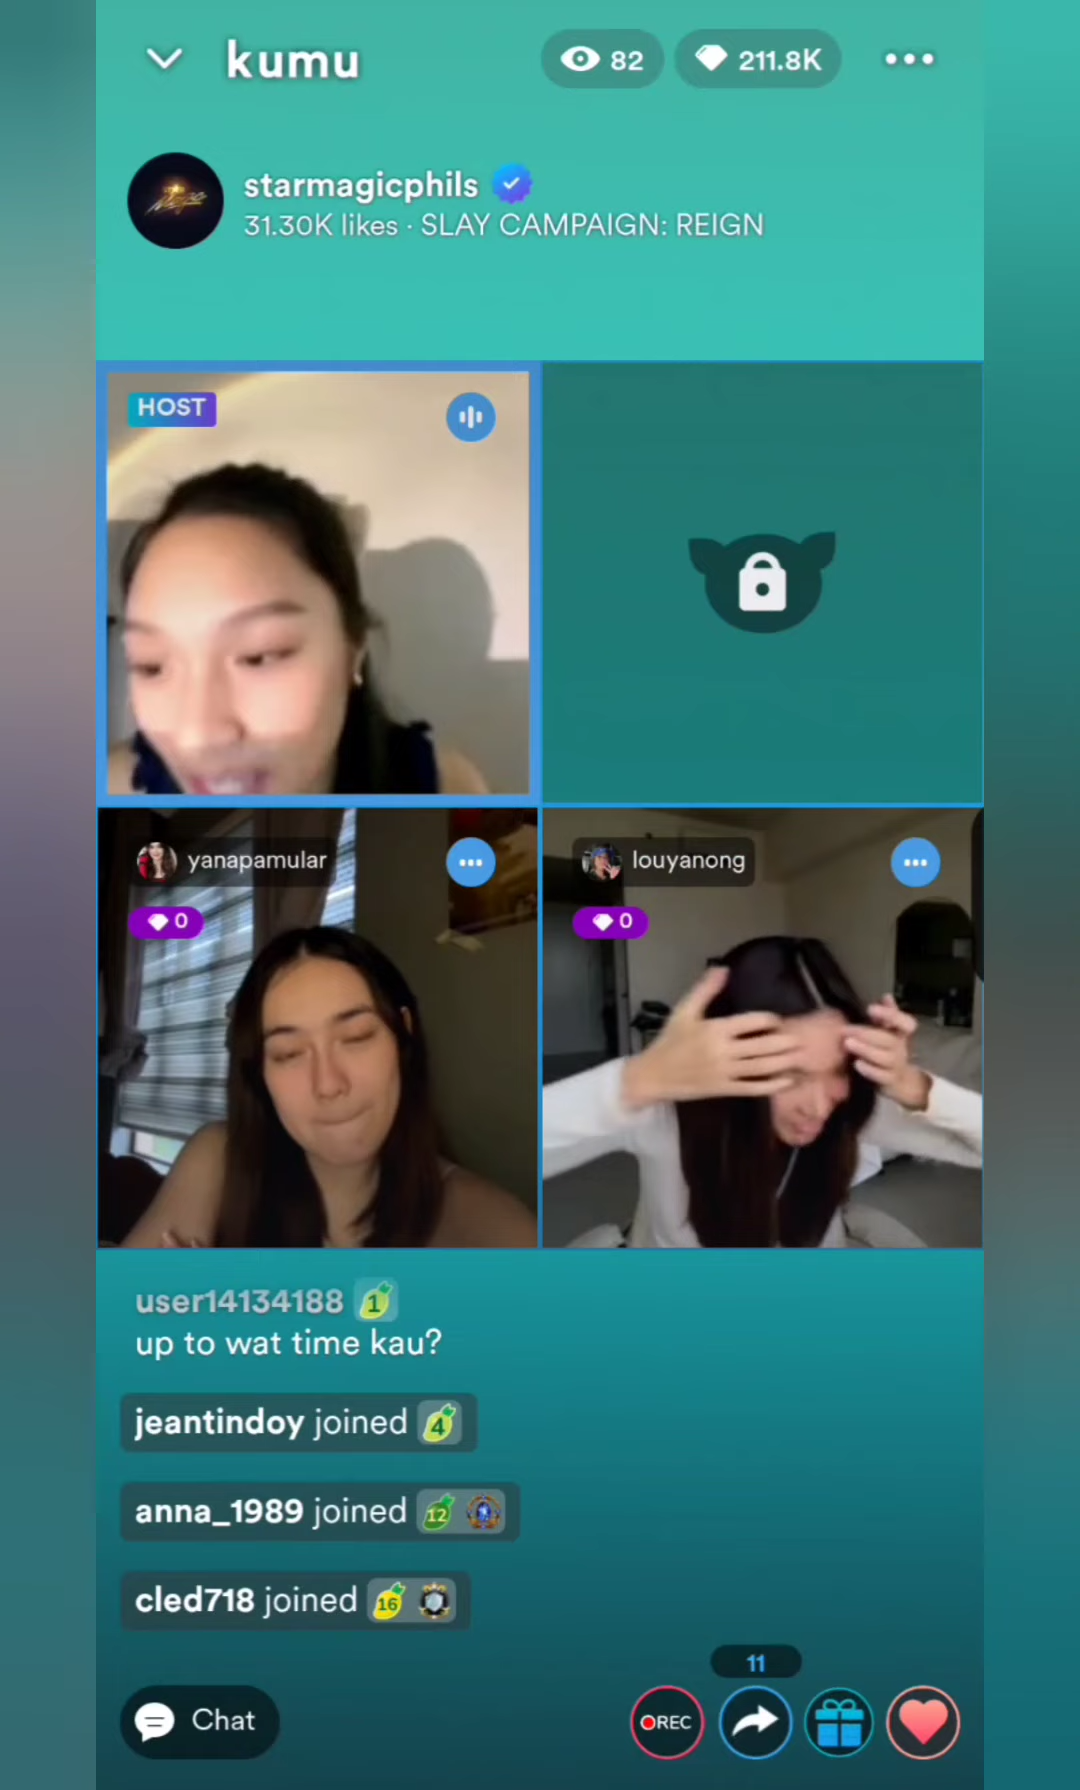 kumu
82
211.8K
starmagicphils
31.30K likes · SLAY CAMPAIGN: REIGN
HOST
yanapamular
0
louyanong
0
user14134188 1
up to wat time kau?
jeantindoy joined 4
anna_1989 joined 12
cled718 joined 16
11
Chat
REC